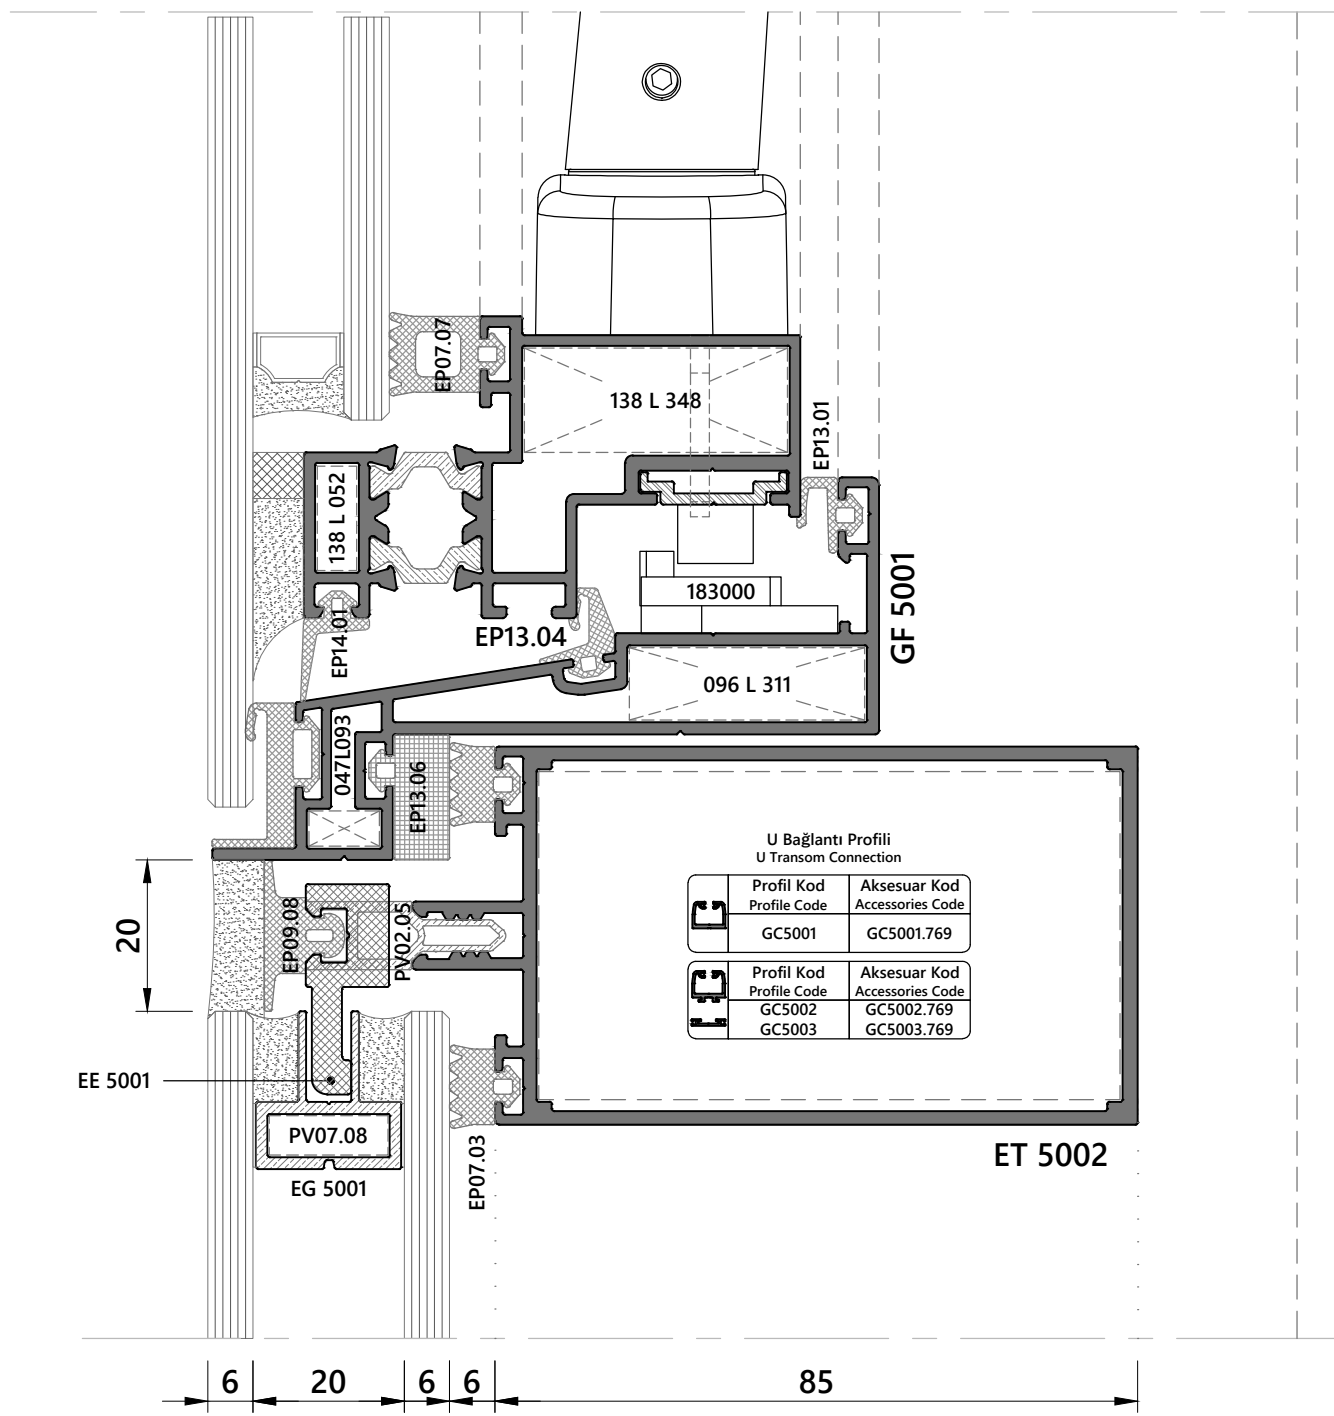 EP07.07
138 L 348
EP13.01
138 L 052
183000
GF 5001
EP14.01
EP13.04
096 L 311
047L093
EP13.06
U Bağlantı Profili
U Transom Connection
Profil Kod
Profile Code
Aksesuar Kod
Accessories Code
GC5001
GC5001.769
Profil Kod
Profile Code
Aksesuar Kod
Accessories Code
GC5002
GC5002.769
GC5003
GC5003.769
20
EP09.08
PV02.05
EE 5001
PV07.08
EG 5001
EP07.03
ET 5002
6
20
6
6
85